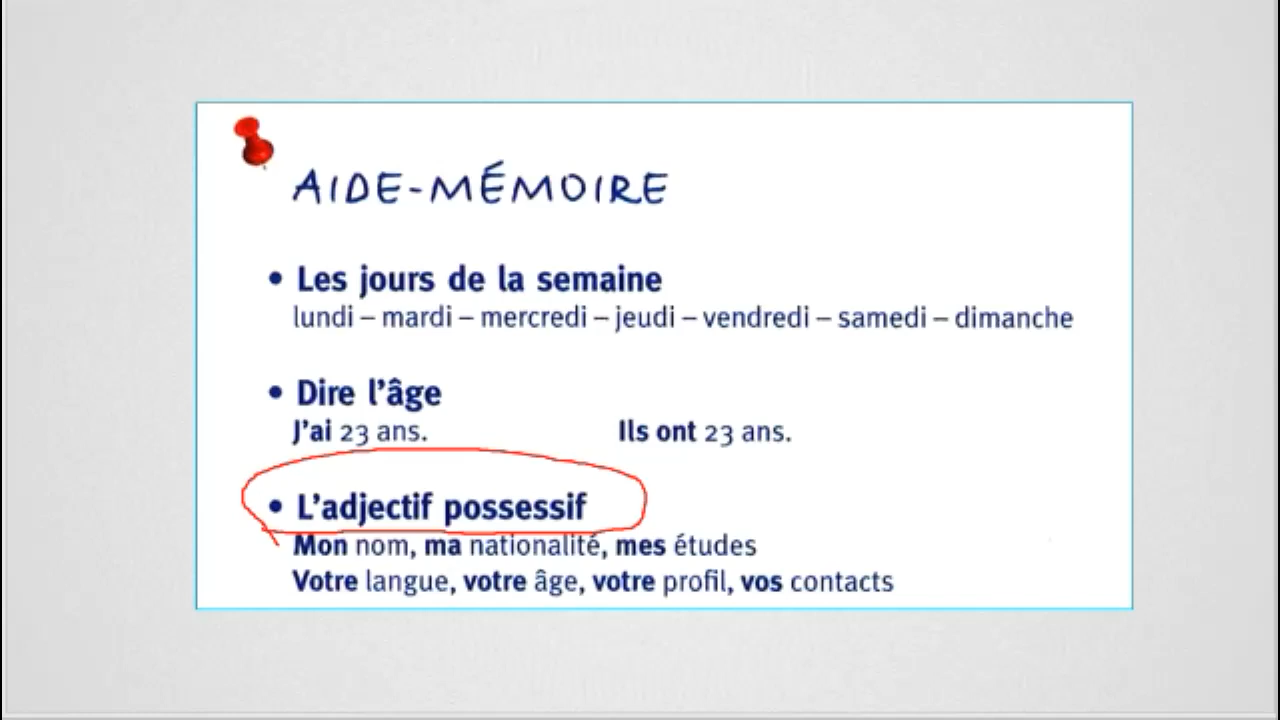 AIDE-MÉMOIRE
• Les jours de la semaine
lundi – mardi – mercredi – jeudi – vendredi – samedi – dimanche
• Dire l'âge
J'ai 23 ans. Ils ont 23 ans.
• L'adjectif possessif
Mon nom, ma nationalité, mes études
Votre langue, votre âge, votre profil, vos contacts